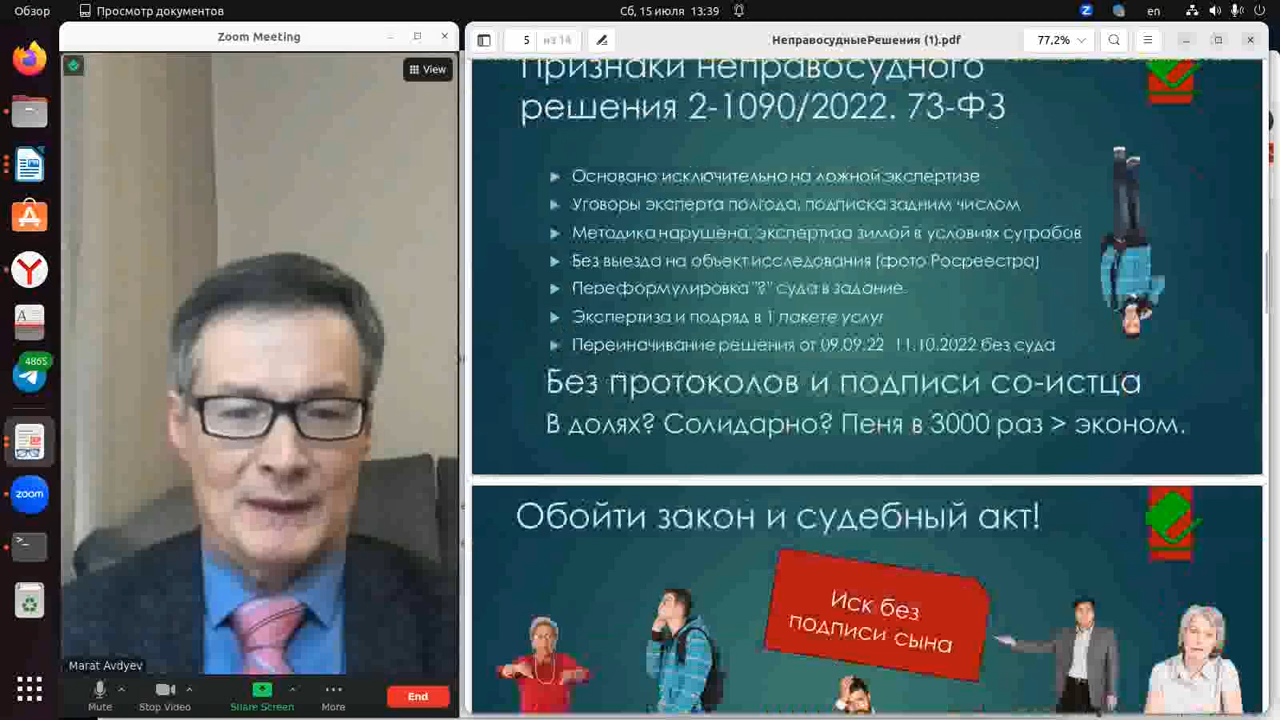 Обзор
Просмотр документов
Сб, 15 июля 13:39
en
Zoom Meeting
View
Marat Avdyev
Mute
Stop Video
Share Screen
More
End
4865
zoom
5 из 14
НеправосудныеРешения (1).pdf
77,2%
Признаки неправосудного
решения 2-1090/2022. 73-ФЗ
Основано исключительно на ложной экспертизе
Уговоры эксперта полгода, подписка задним числом
Методика нарушена: экспертиза зимой в условиях сугробов
Без выезда на объект исследования (фото Росреестра)
Переформулировка "?" суда в задание.
Экспертиза и подряд в 1 пакете услуг
Переиначивание решения от 09.09.22 11.10.2022 без суда
Без протоколов и подписи со-истца
В долях? Солидарно? Пеня в 3000 раз > эконом.
Обойти закон и судебный акт!
Иск без
подписи сына